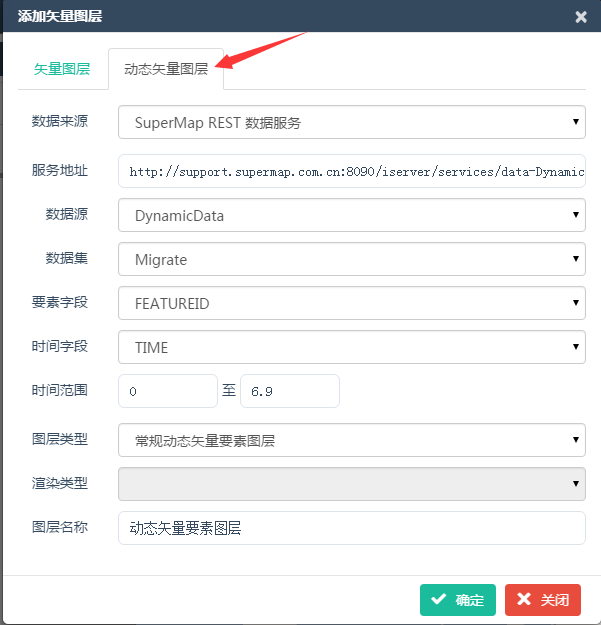 添加矢量图层
矢量图层 动态矢量图层
数据来源 SuperMap REST 数据服务
服务地址 http://support.supermap.com.cn:8090/iserver/services/data-Dynamic
数据源 DynamicData
数据集 Migrate
要素字段 FEATUREID
时间字段 TIME
时间范围 0 至 6.9
图层类型 常规动态矢量要素图层
渲染类型
图层名称 动态矢量要素图层
确定 关闭